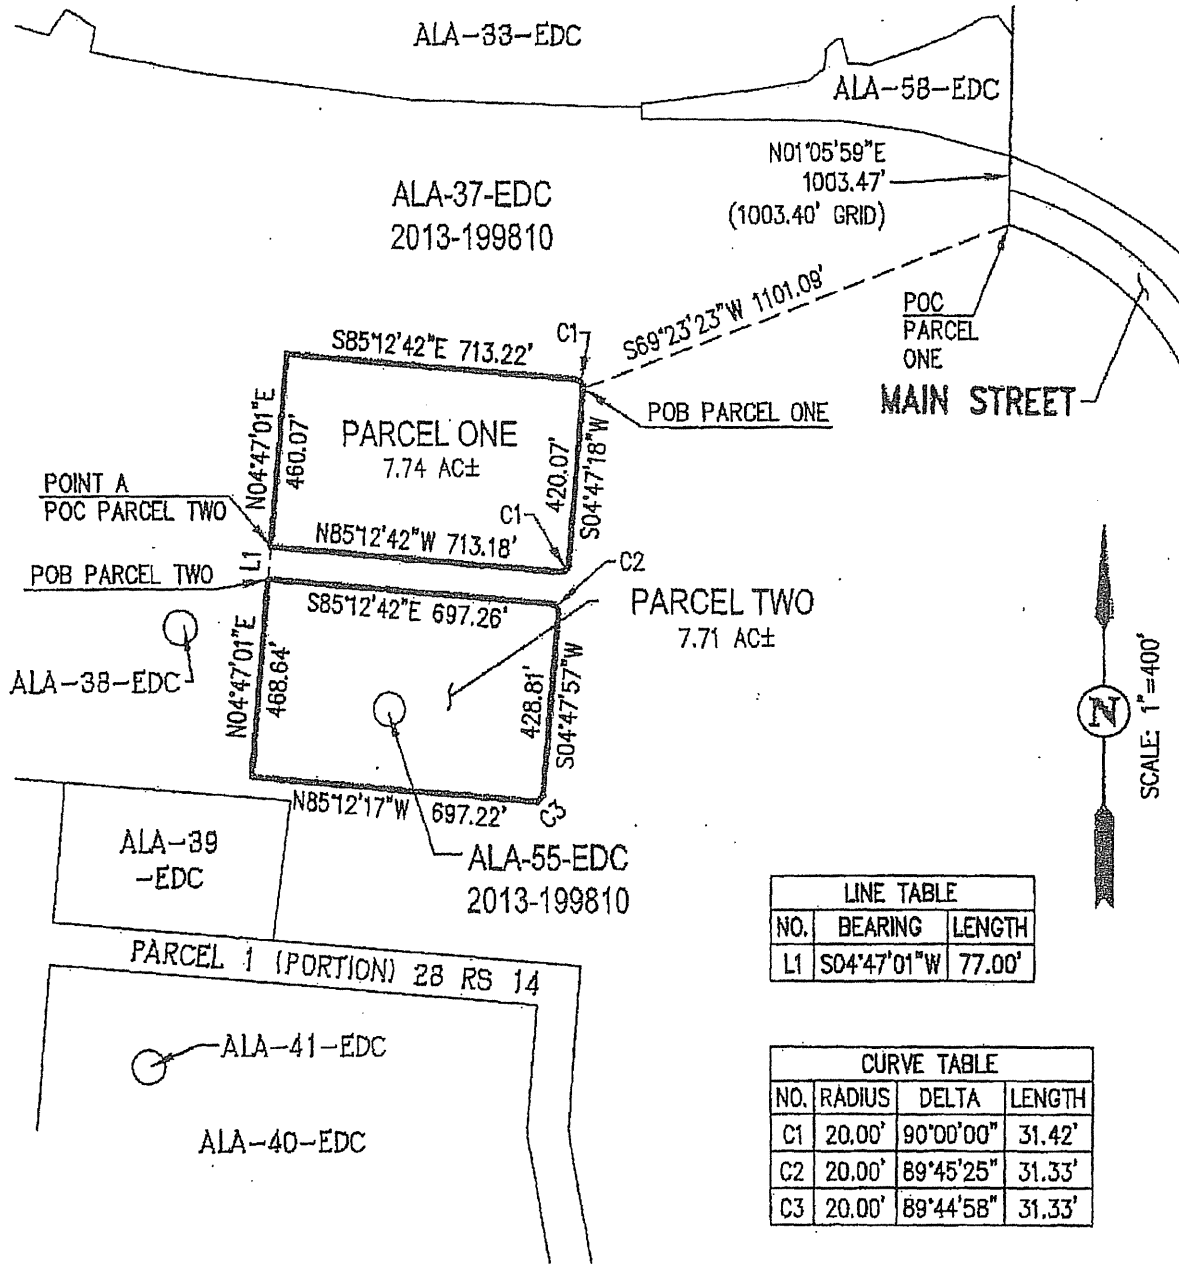 ALA-33-EDC
ALA-58-EDC
N01°05'59"E
1003.47'
(1003.40' GRID)
ALA-37-EDC
2013-199810
S69°23'23"W 1101.09'
POC
PARCEL
ONE
MAIN STREET
S85°12'42"E 713.22'
C1
POB PARCEL ONE
N04°47'01"E
460.07'
PARCEL ONE
7.74 AC±
420.07'
S04°47'18"W
POINT A
POC PARCEL TWO
C1
N85°12'42"W 713.18'
L1
POB PARCEL TWO
C2
S85°12'42"E 697.26'
PARCEL TWO
7.71 AC±
ALA-38-EDC
N04°47'01"E
468.64'
428.81'
S04°47'57"W
N
SCALE: 1"=400'
N85°12'17"W 697.22'
C3
ALA-39
-EDC
ALA-55-EDC
2013-199810
PARCEL 1 (PORTION) 28 RS 14
ALA-41-EDC
ALA-40-EDC
LINE TABLE
NO. BEARING LENGTH
L1 S04°47'01"W 77.00'
CURVE TABLE
NO. RADIUS DELTA LENGTH
C1 20.00' 90°00'00" 31.42'
C2 20.00' 89°45'25" 31.33'
C3 20.00' 89°44'58" 31.33'